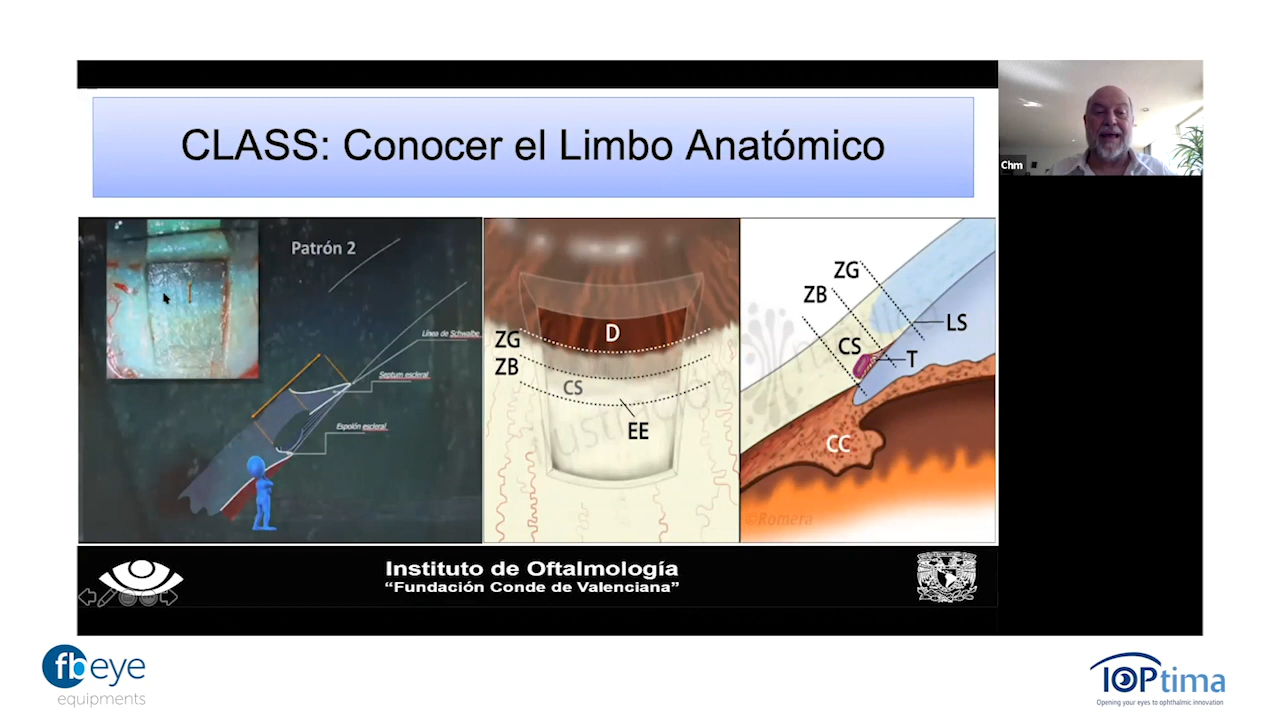 CLASS: Conocer el Limbo Anatómico
Chm
Patrón 2
Línea de Schwalbe
Septum escleral
Espolón escleral
D
ZG
ZB
CS
EE
ZG
ZB
LS
CS
T
CC
©Romera
Instituto de Oftalmología
“Fundación Conde de Valenciana”
fbeye
equipments
IOPtima
Opening your eyes to ophthalmic innovation